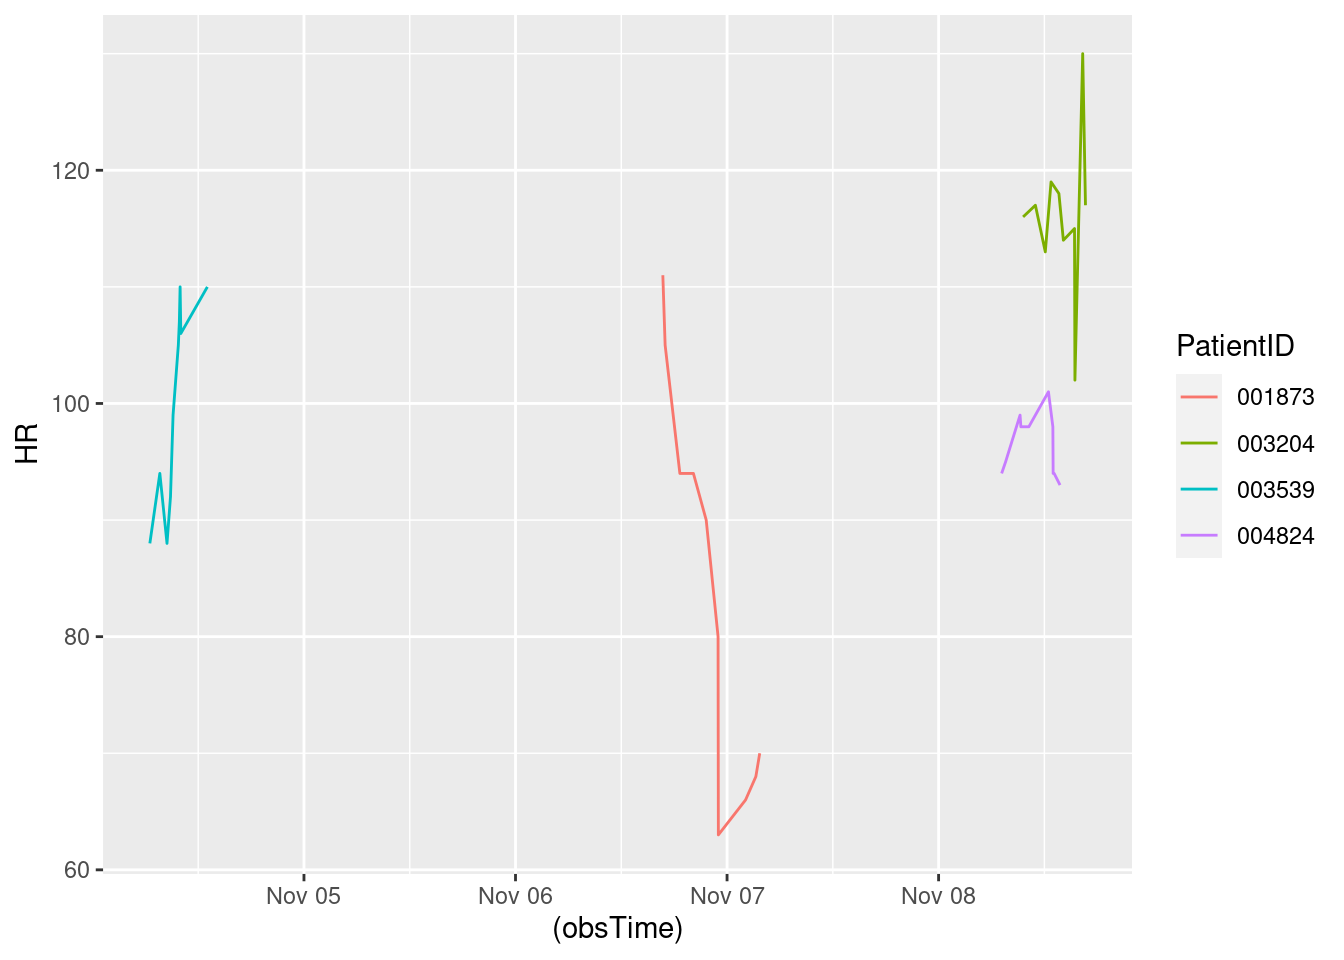 HR
120
100
80
60
Nov 05
Nov 06
Nov 07
Nov 08
(obsTime)
PatientID
001873
003204
003539
004824